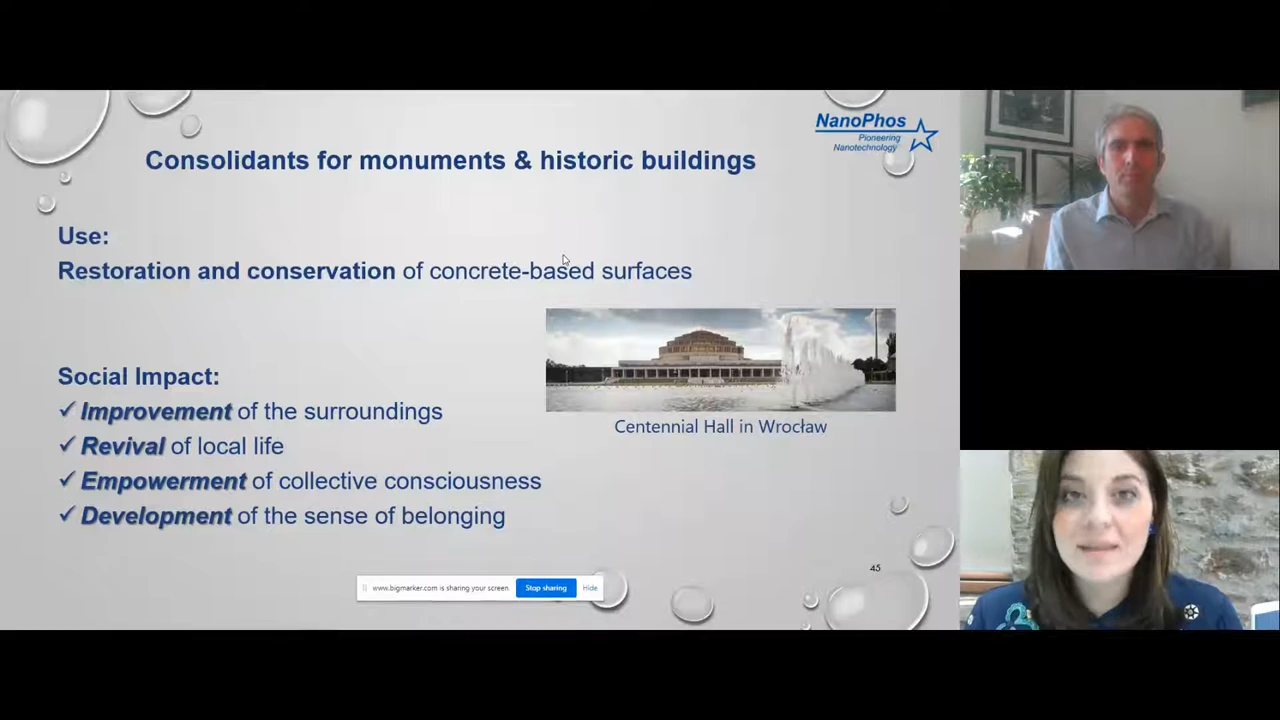 NanoPhos
Pioneering
Nanotechnology
Consolidants for monuments & historic buildings
Use:
Restoration and conservation of concrete-based surfaces
Social Impact:
✓ Improvement of the surroundings
✓ Revival of local life
✓ Empowerment of collective consciousness
✓ Development of the sense of belonging
Centennial Hall in Wrocław
45
www.bigmarker.com is sharing your screen. Stop sharing Hide